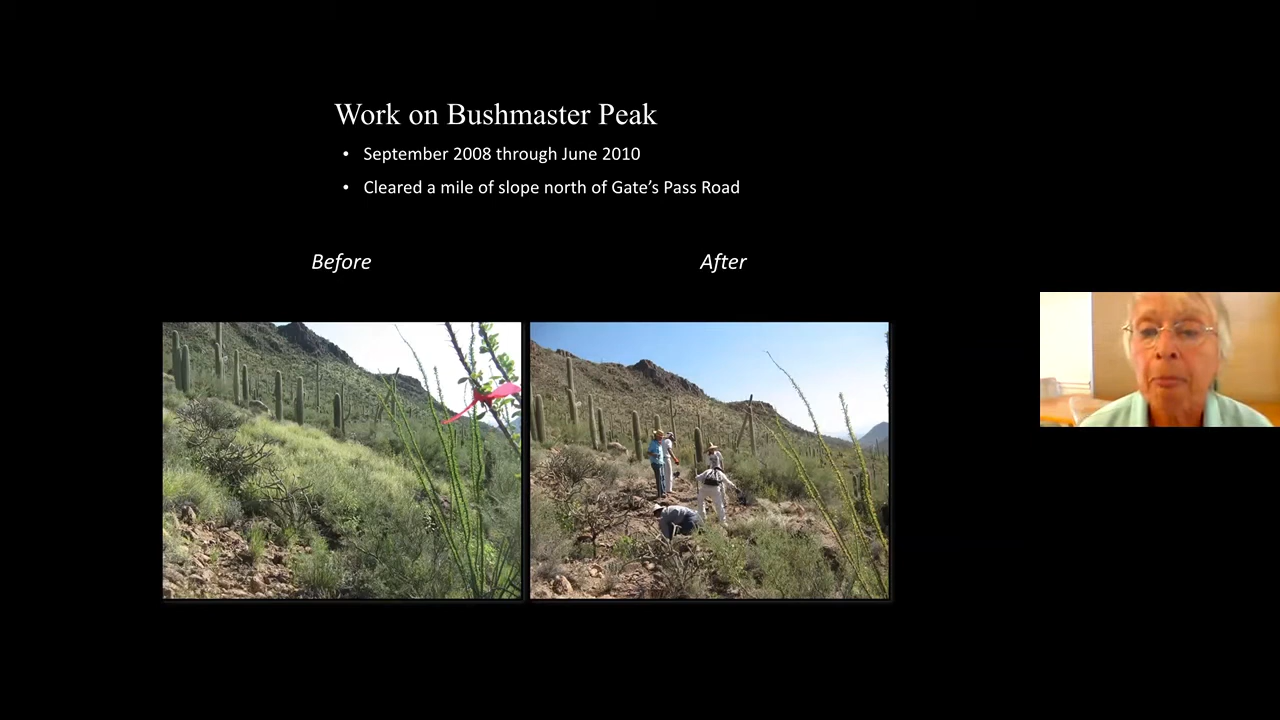 Work on Bushmaster Peak
• September 2008 through June 2010
• Cleared a mile of slope north of Gate’s Pass Road
Before
After